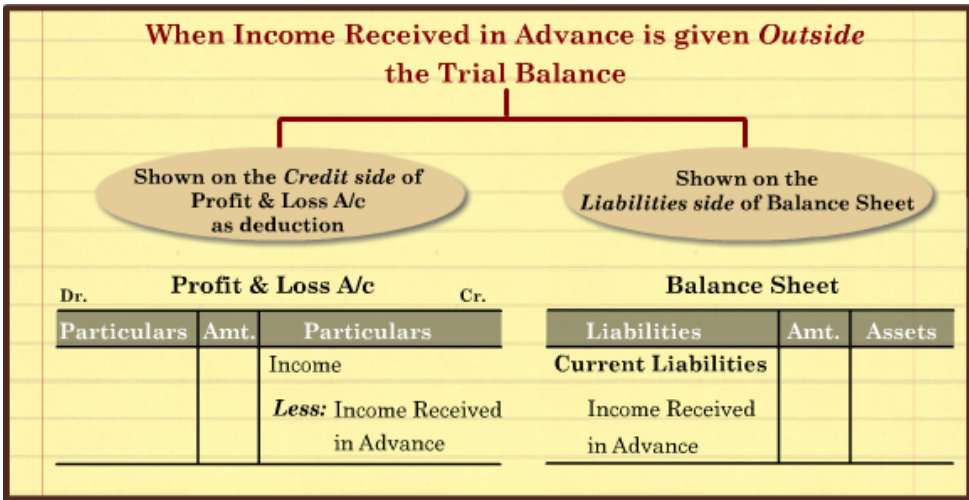 When Income Received in Advance is given Outside
the Trial Balance
Shown on the Credit side of
Profit & Loss A/c
as deduction
Shown on the
Liabilities side of Balance Sheet
Profit & Loss A/c
Dr.
Cr.
Particulars Amt. Particulars
Income
Less: Income Received
in Advance
Balance Sheet
Liabilities Amt. Assets
Current Liabilities
Income Received
in Advance